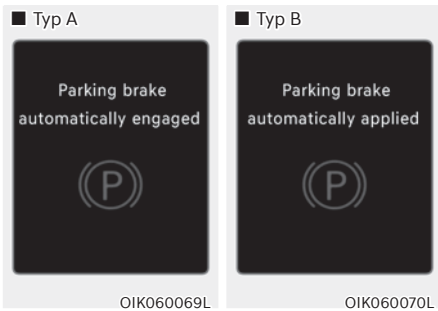 ■ Typ A
Parking brake
automatically engaged
P
OIK060069L
■ Typ B
Parking brake
automatically applied
P
OIK060070L